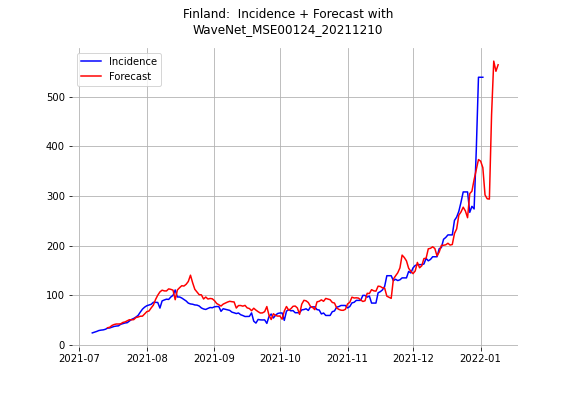 Finland:  Incidence + Forecast with
WaveNet_MSE00124_20211210
Incidence
Forecast
500
400
300
200
100
0
2021-07 2021-08 2021-09 2021-10 2021-11 2021-12 2022-01